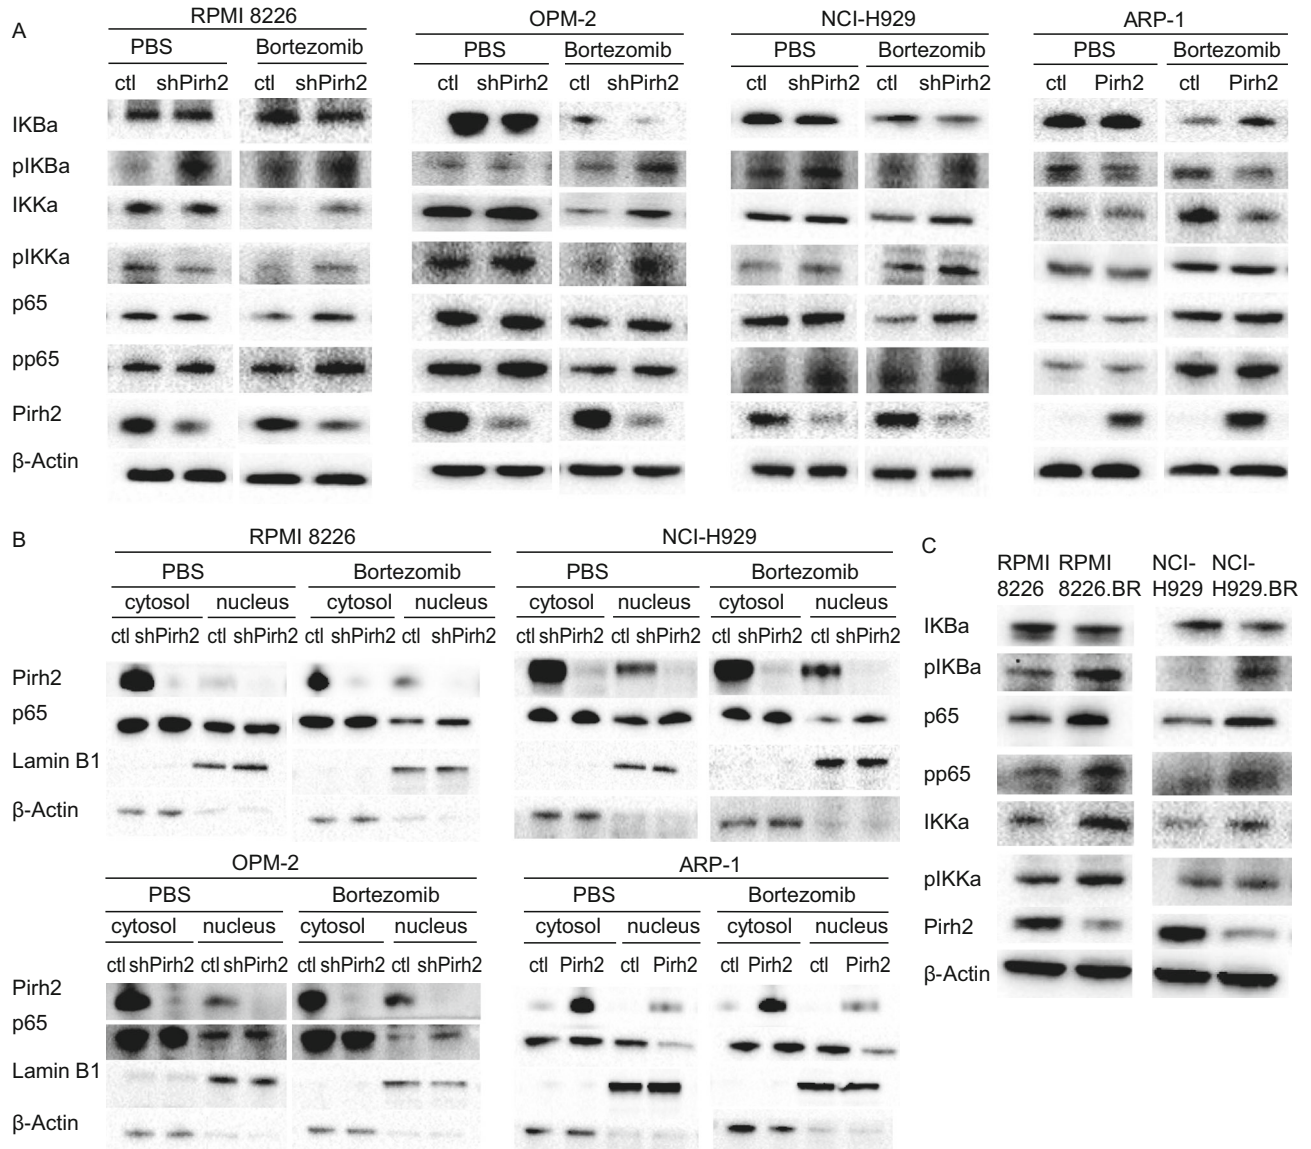 A
RPMI 8226 OPM-2 NCI-H929 ARP-1
PBS Bortezomib PBS Bortezomib PBS Bortezomib PBS Bortezomib
ctl shPirh2 ctl shPirh2 ctl shPirh2 ctl shPirh2 ctl shPirh2 ctl shPirh2 ctl Pirh2 ctl Pirh2
IKBa
pIKBa
IKKa
pIKKa
p65
pp65
Pirh2
β-Actin
B
RPMI 8226 NCI-H929
PBS Bortezomib PBS Bortezomib
cytosol nucleus cytosol nucleus cytosol nucleus cytosol nucleus
ctl shPirh2 ctl shPirh2 ctl shPirh2 ctl shPirh2 ctl shPirh2 ctl shPirh2 ctl shPirh2 ctl shPirh2
Pirh2
p65
Lamin B1
β-Actin
OPM-2 ARP-1
PBS Bortezomib PBS Bortezomib
cytosol nucleus cytosol nucleus cytosol nucleus cytosol nucleus
ctl shPirh2 ctl shPirh2 ctl shPirh2 ctl shPirh2 ctl Pirh2 ctl Pirh2 ctl Pirh2 ctl Pirh2
Pirh2
p65
Lamin B1
β-Actin
C
RPMI RPMI NCI- NCI-
8226 8226.BR H929 H929.BR
IKBa
pIKBa
p65
pp65
IKKa
pIKKa
Pirh2
β-Actin